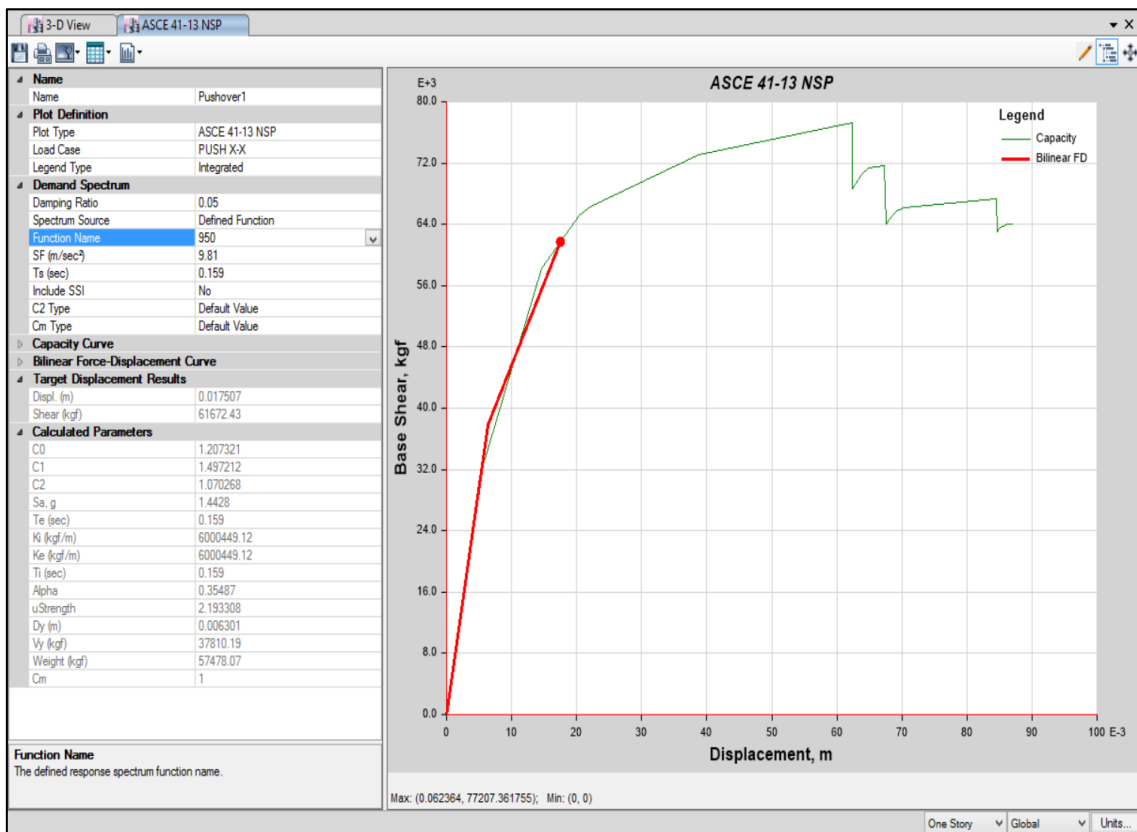 3-D View ASCE 41-13 NSP
Name
Name Pushover1
Plot Definition
Plot Type ASCE 41-13 NSP
Load Case PUSH X-X
Legend Type Integrated
Demand Spectrum
Damping Ratio 0.05
Spectrum Source Defined Function
Function Name 950
SF (m/sec²) 9.81
Ts (sec) 0.159
Include SSI No
C2 Type Default Value
Cm Type Default Value
Capacity Curve
Bilinear Force-Displacement Curve
Target Displacement Results
Displ. (m) 0.017507
Shear (kgf) 61672.43
Calculated Parameters
C0 1.207321
C1 1.497212
C2 1.070268
Sa, g 1.4428
Te (sec) 0.159
Ki (kgf/m) 6000449.12
Ke (kgf/m) 6000449.12
Ti (sec) 0.159
Alpha 0.35487
uStrength 2.193308
Dy (m) 0.006301
Vy (kgf) 37810.19
Weight (kgf) 57478.07
Cm 1
Function Name
The defined response spectrum function name.
ASCE 41-13 NSP
E+3
80.0
72.0
64.0
56.0
48.0
40.0
32.0
24.0
16.0
8.0
0.0
Base Shear, kgf
Legend
Capacity
Bilinear FD
0 10 20 30 40 50 60 70 80 90 100 E-3
Displacement, m
Max: (0.062364, 77207.361755); Min: (0, 0)
One Story Global Units...